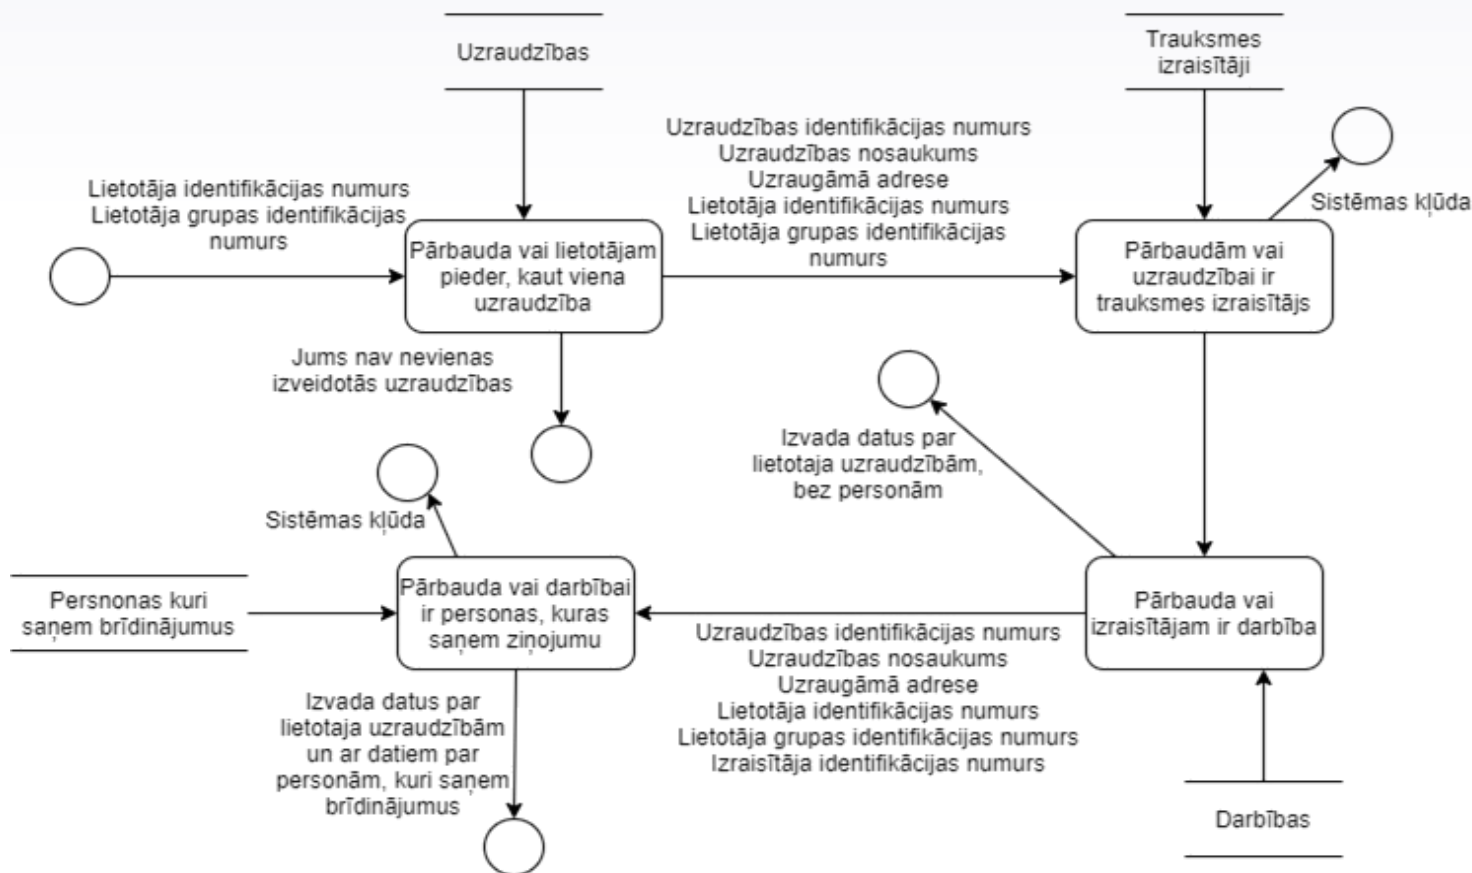 Uzraudzības
Trauksmes
izraisītāji
Uzraudzības identifikācijas numurs
Uzraudzības nosaukums
Uzraugāmā adrese
Lietotāja identifikācijas numurs
Lietotāja grupas identifikācijas
numurs
Lietotāja identifikācijas numurs
Lietotāja grupas identifikācijas
numurs
Sistēmas kļūda
Pārbauda vai lietotājam
pieder, kaut viena
uzraudzība
Pārbaudām vai
uzraudzībai ir
trauksmes izraisītājs
Jums nav nevienas
izveidotās uzraudzības
Izvada datus par
lietotaja uzraudzībām,
bez personām
Sistēmas kļūda
Persnonas kuri
saņem brīdinājumus
Pārbauda vai darbībai
ir personas, kuras
saņem ziņojumu
Pārbauda vai
izraisītājam ir darbība
Uzraudzības identifikācijas numurs
Uzraudzības nosaukums
Uzraugāmā adrese
Lietotāja identifikācijas numurs
Lietotāja grupas identifikācijas numurs
Izraisītāja identifikācijas numurs
Izvada datus par
lietotaja uzraudzībām
un ar datiem par
personām, kuri saņem
brīdinājumus
Darbības